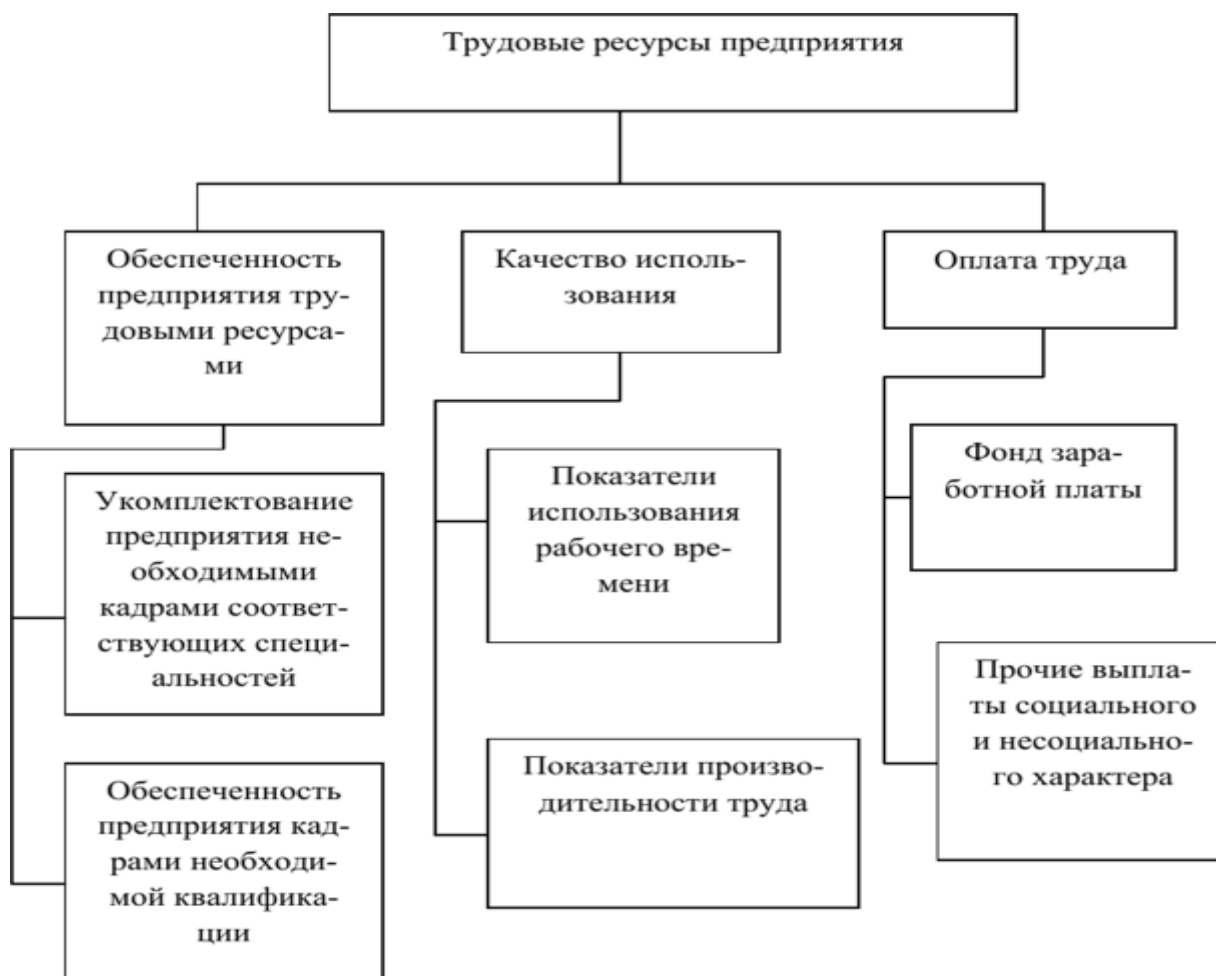 Трудовые ресурсы предприятия
Обеспеченность
предприятия тру-
довыми ресурса-
ми
Укомплектование
предприятия не-
обходимыми
кадрами соответ-
ствующих специ-
альностей
Обеспеченность
предприятия кад-
рами необходи-
мой квалифика-
ции
Качество исполь-
зования
Показатели
использования
рабочего вре-
мени
Показатели произво-
дительности труда
Оплата труда
Фонд зара-
ботной платы
Прочие выпла-
ты социального
и несоциально-
го характера